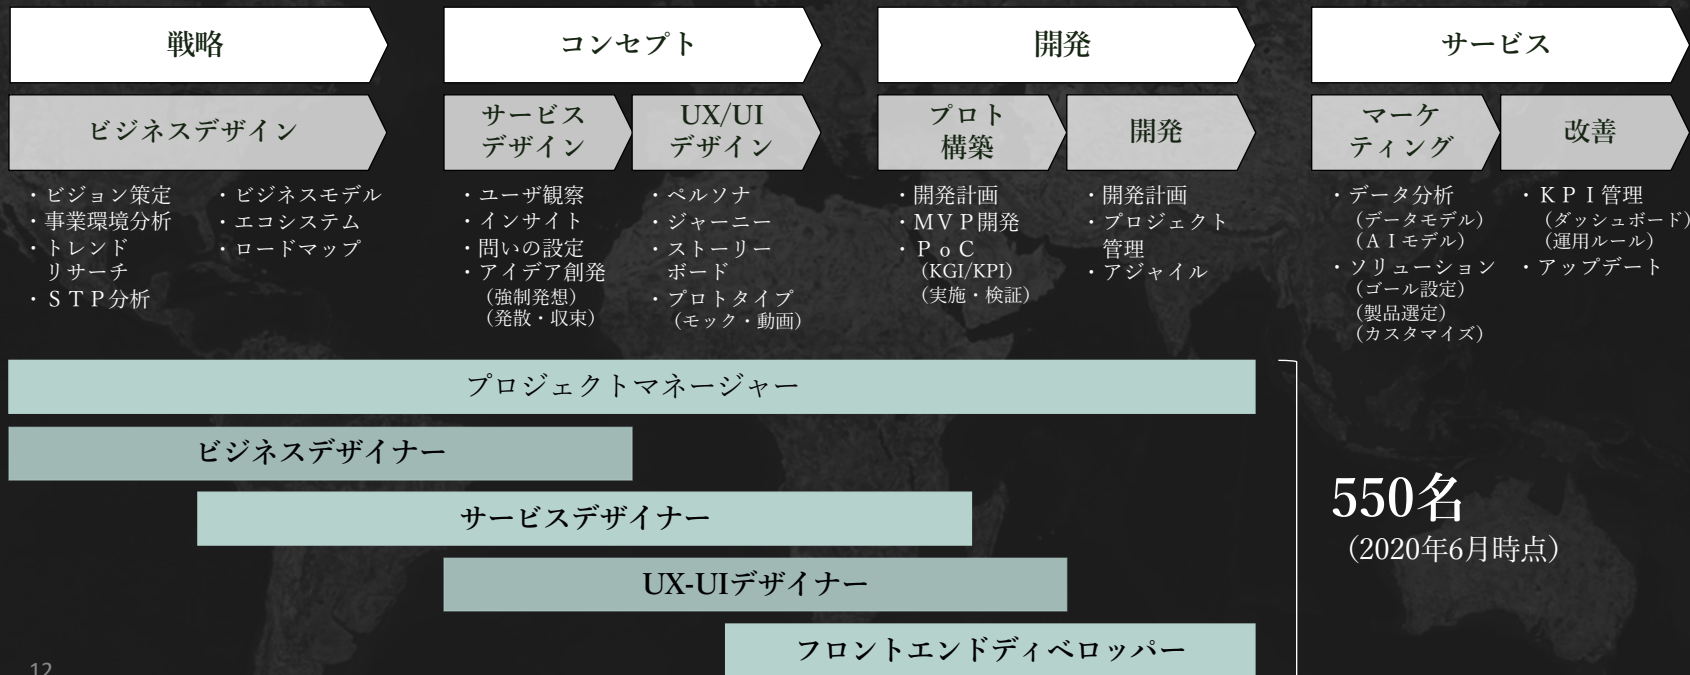 戦略
コンセプト
開発
サービス
ビジネスデザイン
サービス
デザイン
UX/UI
デザイン
プロト
構築
開発
マーケ
ティング
改善
・ビジョン策定
・事業環境分析
・トレンド
リサーチ
・ＳＴＰ分析
・ビジネスモデル
・エコシステム
・ロードマップ
・ユーザ観察
・インサイト
・問いの設定
・アイデア創発
（強制発想）
（発散・収束）
・ペルソナ
・ジャーニー
・ストーリー
ボード
・プロトタイプ
（モック・動画）
・開発計画
・ＭＶＰ開発
・ＰｏＣ
（KGI/KPI）
（実施・検証）
・開発計画
・プロジェクト
管理
・アジャイル
・データ分析
（データモデル）
（ＡＩモデル）
・ソリューション
（ゴール設定）
（製品選定）
（カスタマイズ）
・ＫＰＩ管理
（ダッシュボード）
（運用ルール）
・アップデート
プロジェクトマネージャー
ビジネスデザイナー
サービスデザイナー
UX-UIデザイナー
フロントエンドディベロッパー
550名
（2020年6月時点）
12